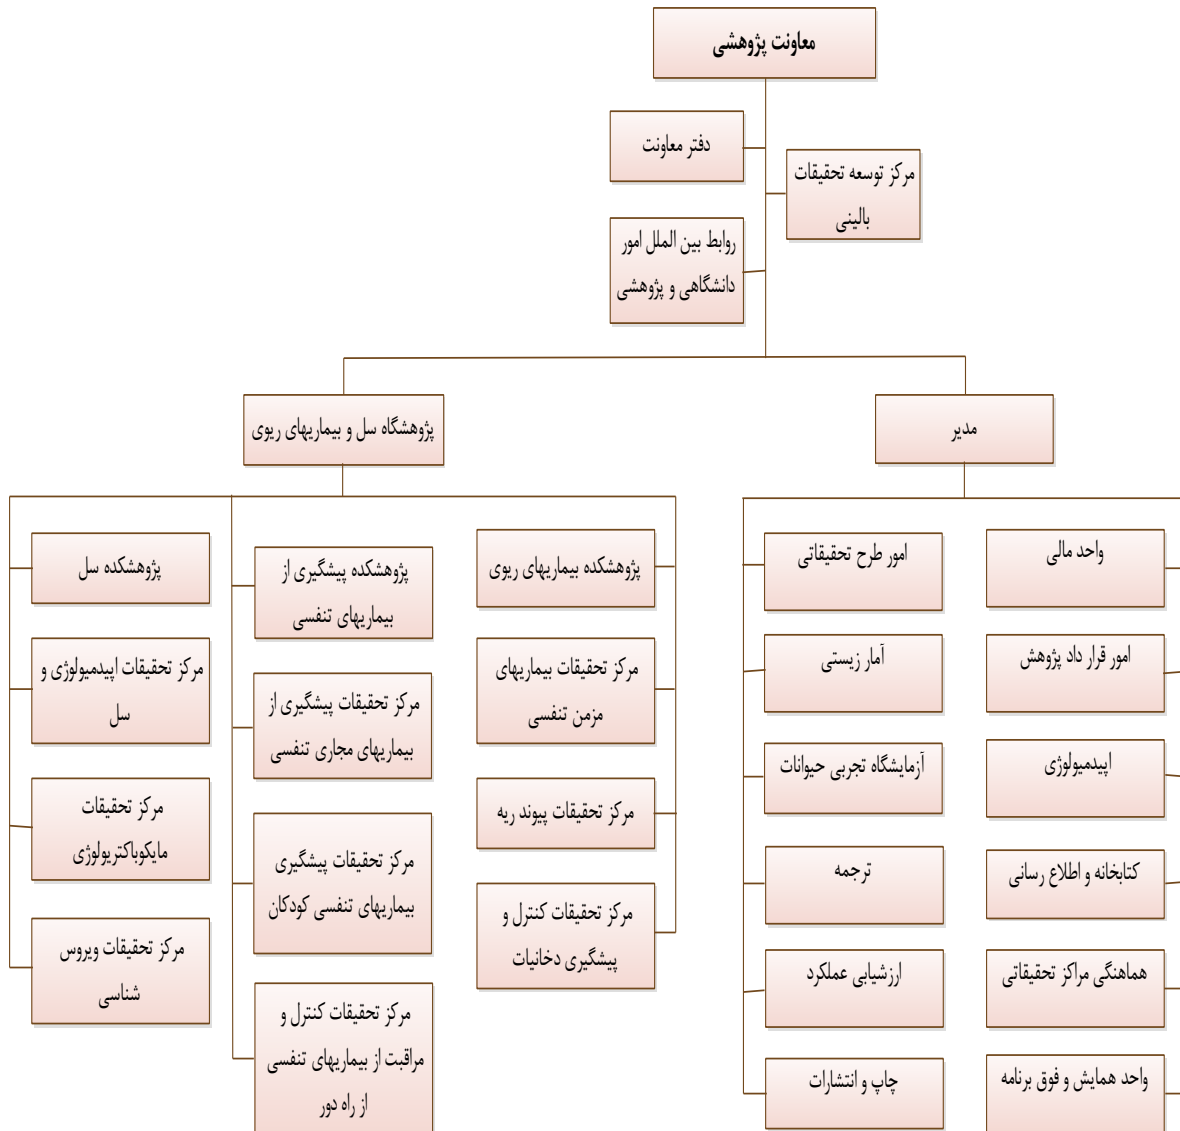 معاونت پژوهشی
دفتر معاونت
مرکز توسعه تحقیقات
بالینی
روابط بین الملل امور
دانشگاهی و پژوهشی
مدیر
پژوهشگاه سل و بیماریهای ریوی
واحد مالی
امور قرار داد پژوهش
اپیدمیولوژی
کتابخانه و اطلاع رسانی
هماهنگی مراکز تحقیقاتی
واحد همایش و فوق برنامه
امور طرح تحقیقاتی
آمار زیستی
آزمایشگاه تجربی حیوانات
ترجمه
ارزشیابی عملکرد
چاپ و انتشارات
پژوهشکده بیماریهای ریوی
مرکز تحقیقات بیماریهای
مزمن تنفسی
مرکز تحقیقات پیوند ریه
مرکز تحقیقات کنترل و
پیشگیری دخانیات
پژوهشکده پیشگیری از
بیماریهای تنفسی
مرکز تحقیقات پیشگیری از
بیماریهای مجاری تنفسی
مرکز تحقیقات پیشگیری
بیماریهای تنفسی کودکان
مرکز تحقیقات کنترل و
مراقبت از بیماریهای تنفسی
از راه دور
پژوهشکده سل
مرکز تحقیقات اپیدمیولوژی و
سل
مرکز تحقیقات
مایکوباکتریولوژی
مرکز تحقیقات ویروس
شناسی